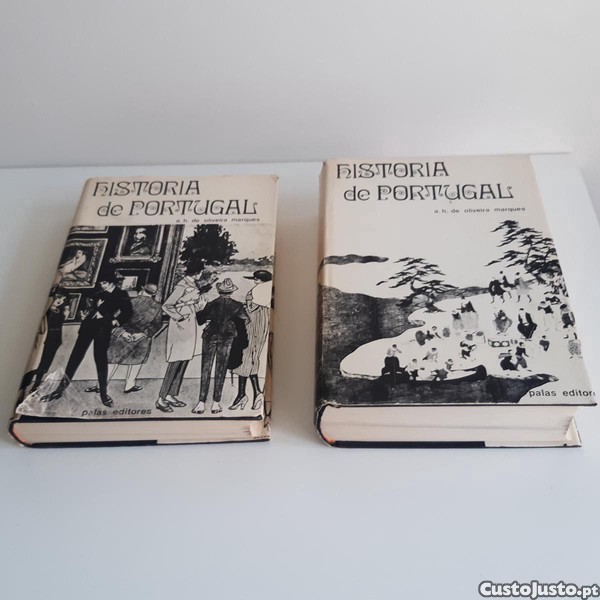 HISTORIA
de PORTUGAL
a. h. de oliveira marques
palas editores
HISTORIA
de PORTUGAL
a. h. de oliveira marques
palas editore
CustoJusto.pt